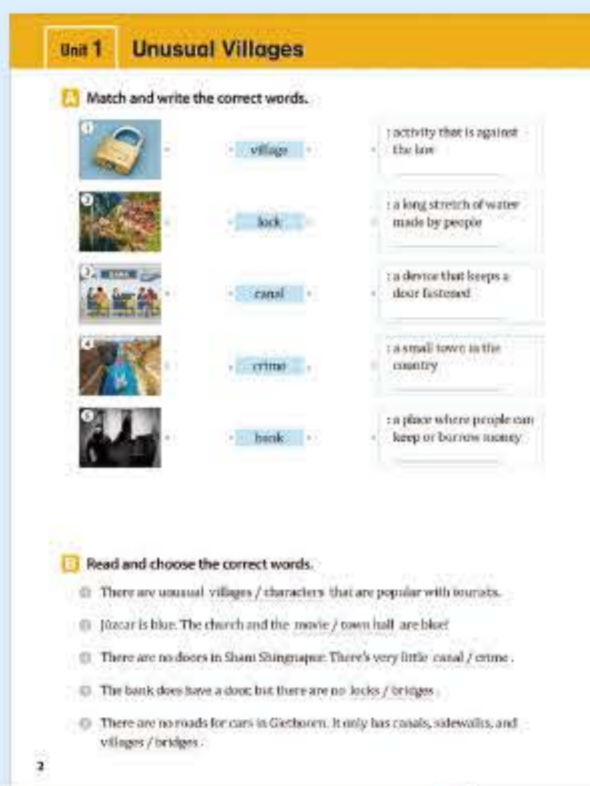 Unit 1 Unusual Villages
A Match and write the correct words.
1
village
: activity that is against
the law
2
lock
: a long stretch of water
made by people
3
BANK
canal
: a device that keeps a
door fastened
4
crime
: a small town in the
country
5
bank
: a place where people can
keep or borrow money
B Read and choose the correct words.
There are unusual villages / characters that are popular with tourists.
Júzcar is blue. The church and the movie / town hall are blue!
There are no doors in Shani Shingnapur. There's very little canal / crime.
The bank does have a door, but there are no locks / bridges.
There are no roads for cars in Giethoorn. It only has canals, sidewalks, and
villages / bridges.
2